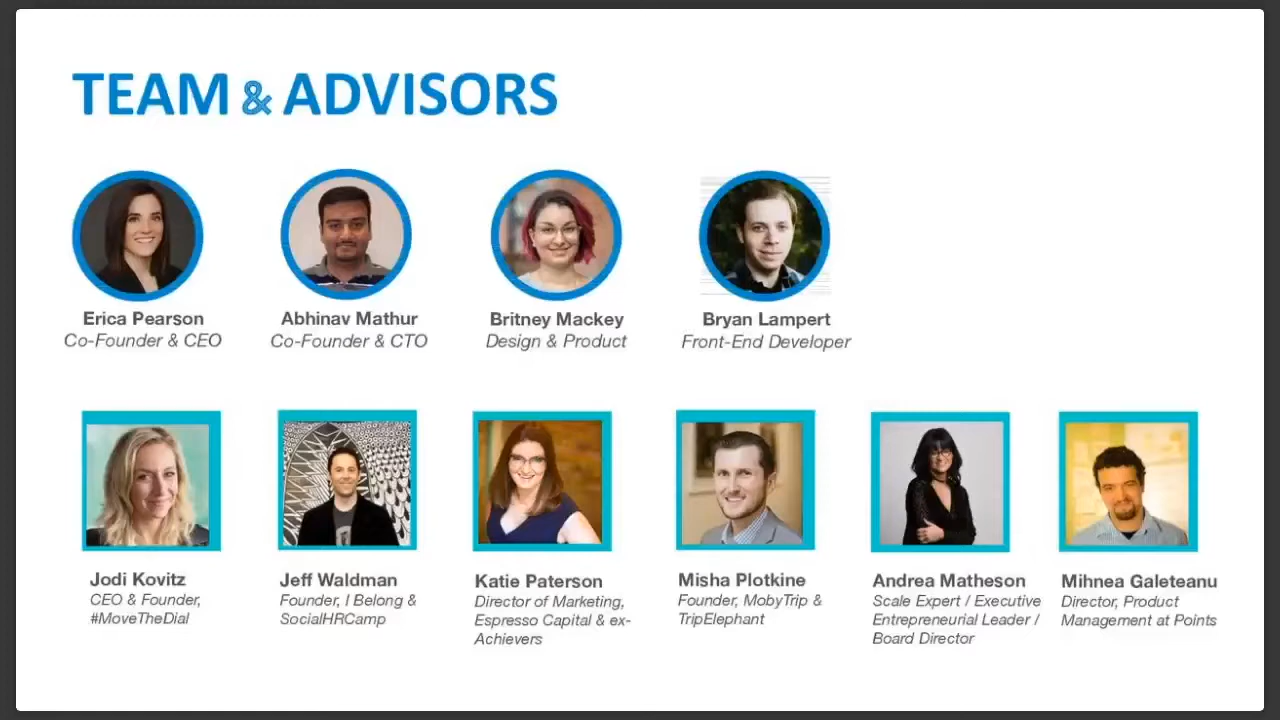 TEAM & ADVISORS
Erica Pearson
Co-Founder & CEO
Abhinav Mathur
Co-Founder & CTO
Britney Mackey
Design & Product
Bryan Lampert
Front-End Developer
Jodi Kovitz
CEO & Founder,
#MoveTheDial
Jeff Waldman
Founder, I Belong &
SocialHRCamp
Katie Paterson
Director of Marketing,
Espresso Capital & ex-
Achievers
Misha Plotkine
Founder, MobyTrip &
TripElephant
Andrea Matheson
Scale Expert / Executive
Entrepreneurial Leader /
Board Director
Mihnea Galeteanu
Director, Product
Management at Points